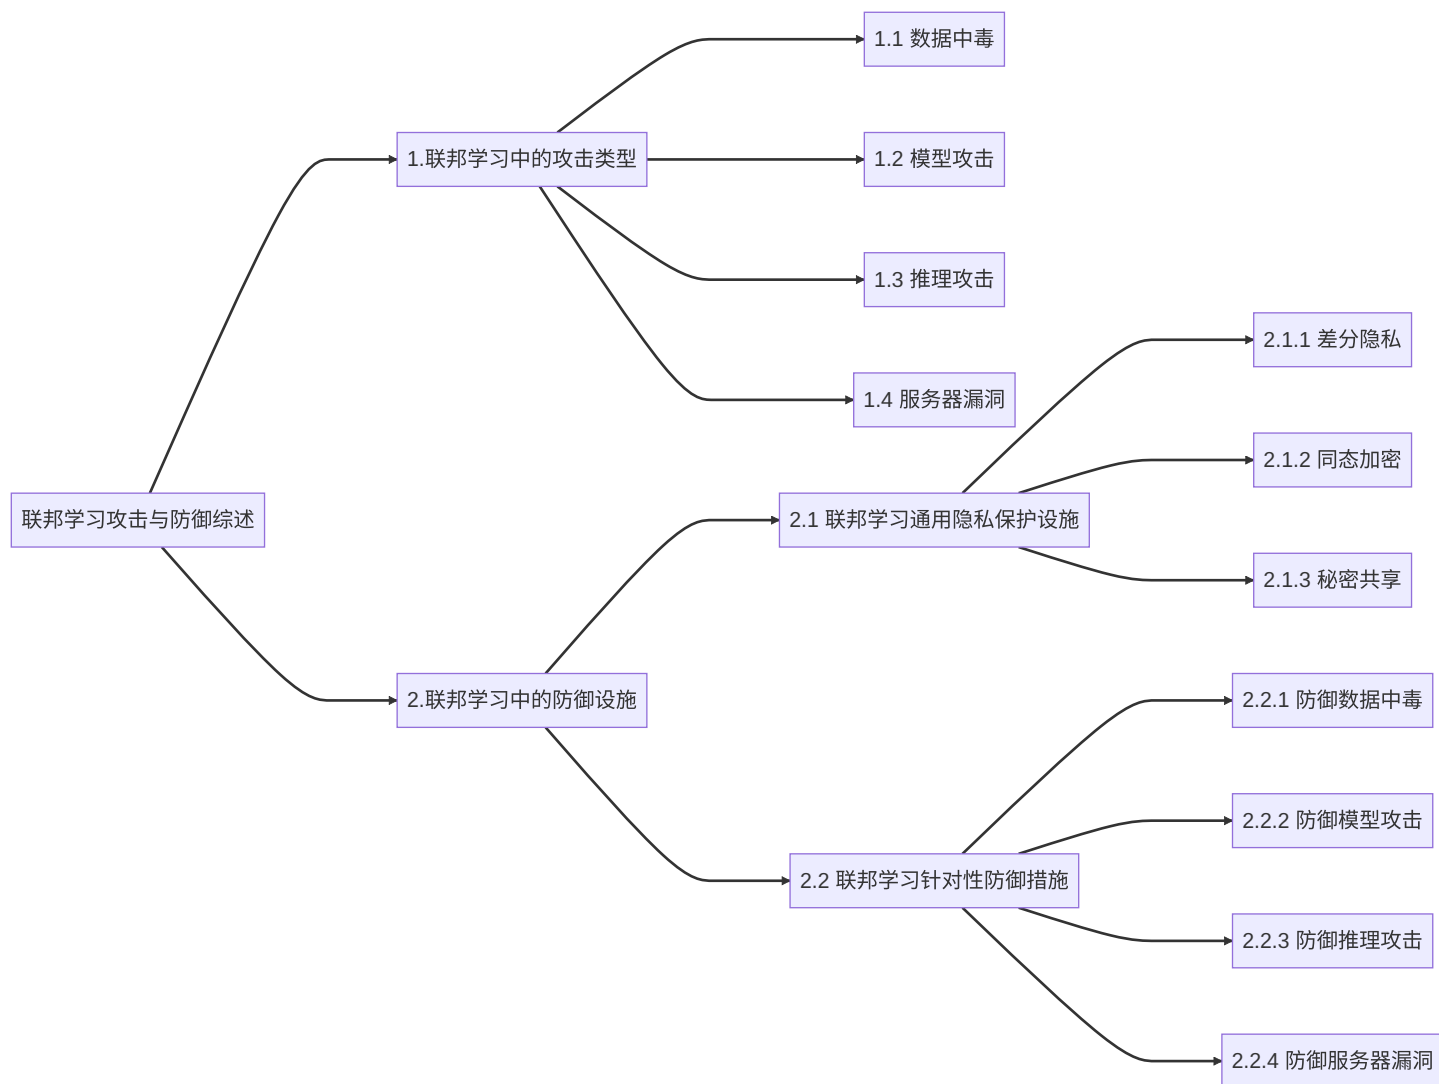 联邦学习攻击与防御综述
1.联邦学习中的攻击类型
1.1 数据中毒
1.2 模型攻击
1.3 推理攻击
1.4 服务器漏洞
2.联邦学习中的防御设施
2.1 联邦学习通用隐私保护设施
2.1.1 差分隐私
2.1.2 同态加密
2.1.3 秘密共享
2.2 联邦学习针对性防御措施
2.2.1 防御数据中毒
2.2.2 防御模型攻击
2.2.3 防御推理攻击
2.2.4 防御服务器漏洞